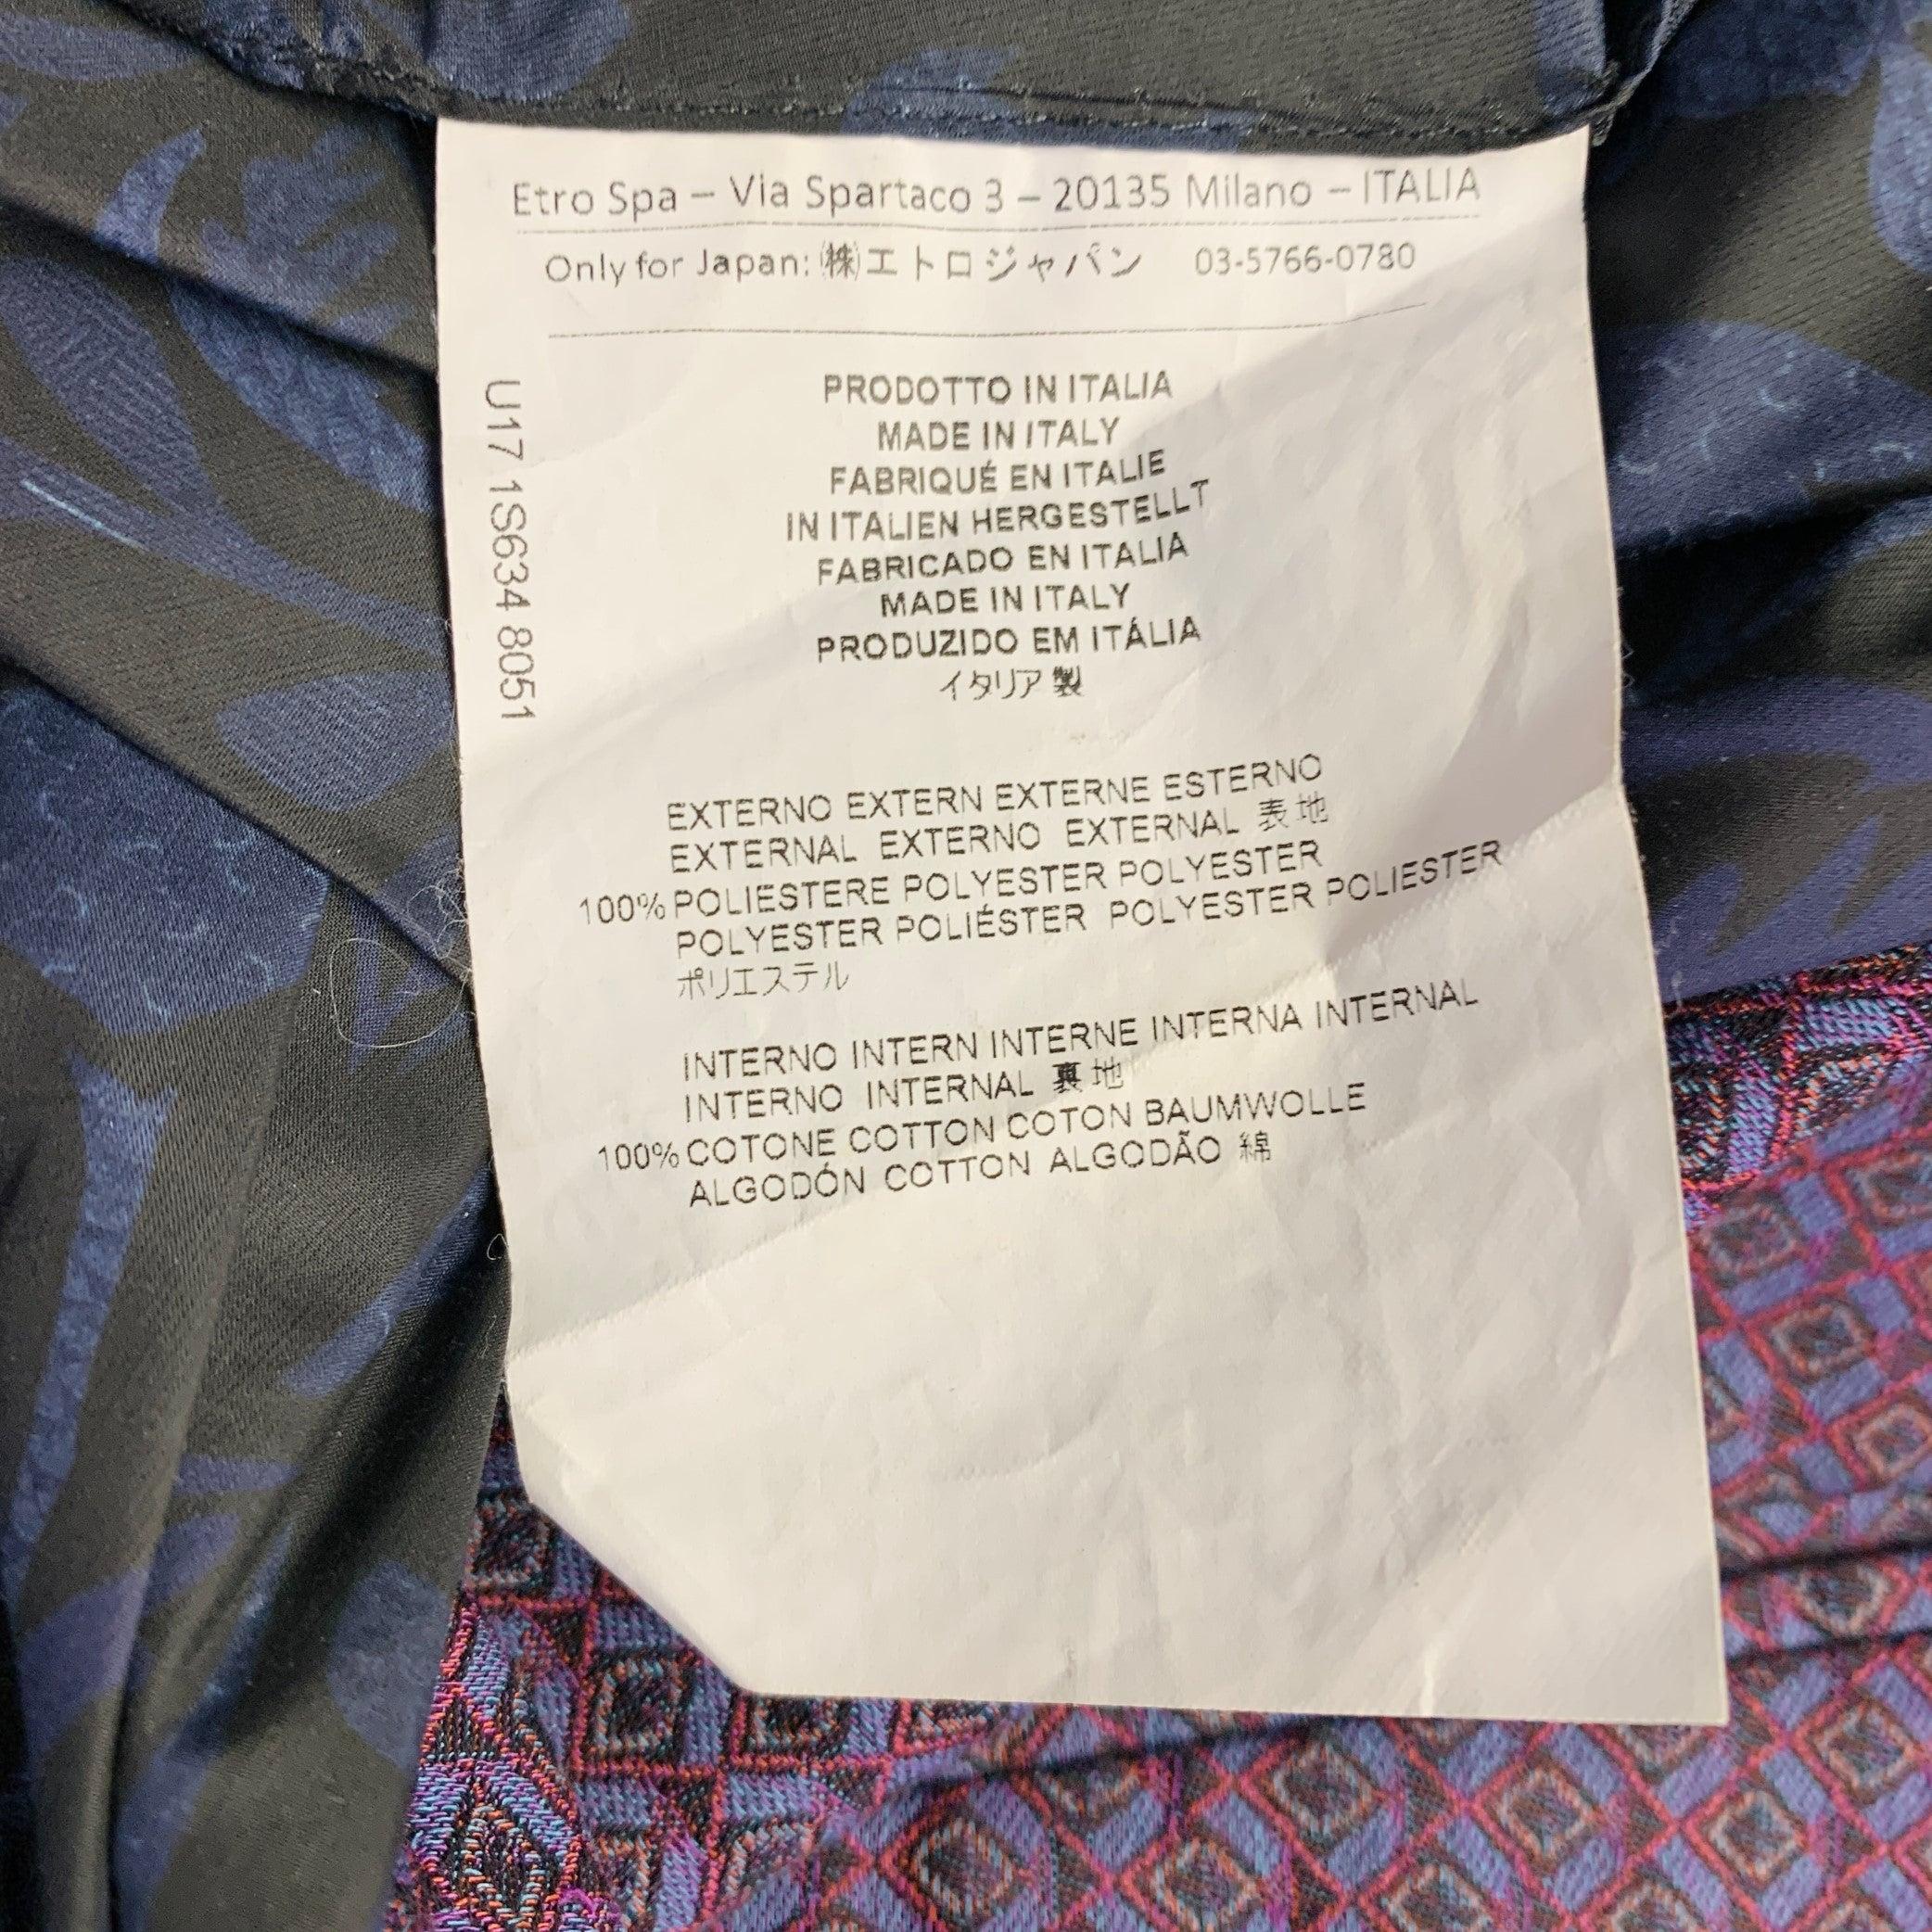 Etro Spa – Via Spartaco 3 – 20135 Milano – ITALIA
Only for Japan: ㈱エトロジャパン 03-5766-0780
U17 1S634 8051
PRODOTTO IN ITALIA
MADE IN ITALY
FABRIQUÉ EN ITALIE
IN ITALIEN HERGESTELLT
FABRICADO EN ITALIA
MADE IN ITALY
PRODUZIDO EM ITÁLIA
イタリア製
EXTERNO EXTERN EXTERNE ESTERNO
EXTERNAL EXTERNO EXTERNAL 表地
100% POLIESTERE POLYESTER POLYESTER
POLYESTER POLIÉSTER POLYESTER POLIESTER
ポリエステル
INTERNO INTERN INTERNE INTERNA INTERNAL
INTERNO INTERNAL 裏地
100% COTONE COTTON COTON BAUMWOLLE
ALGODÓN COTTON ALGODÃO 綿